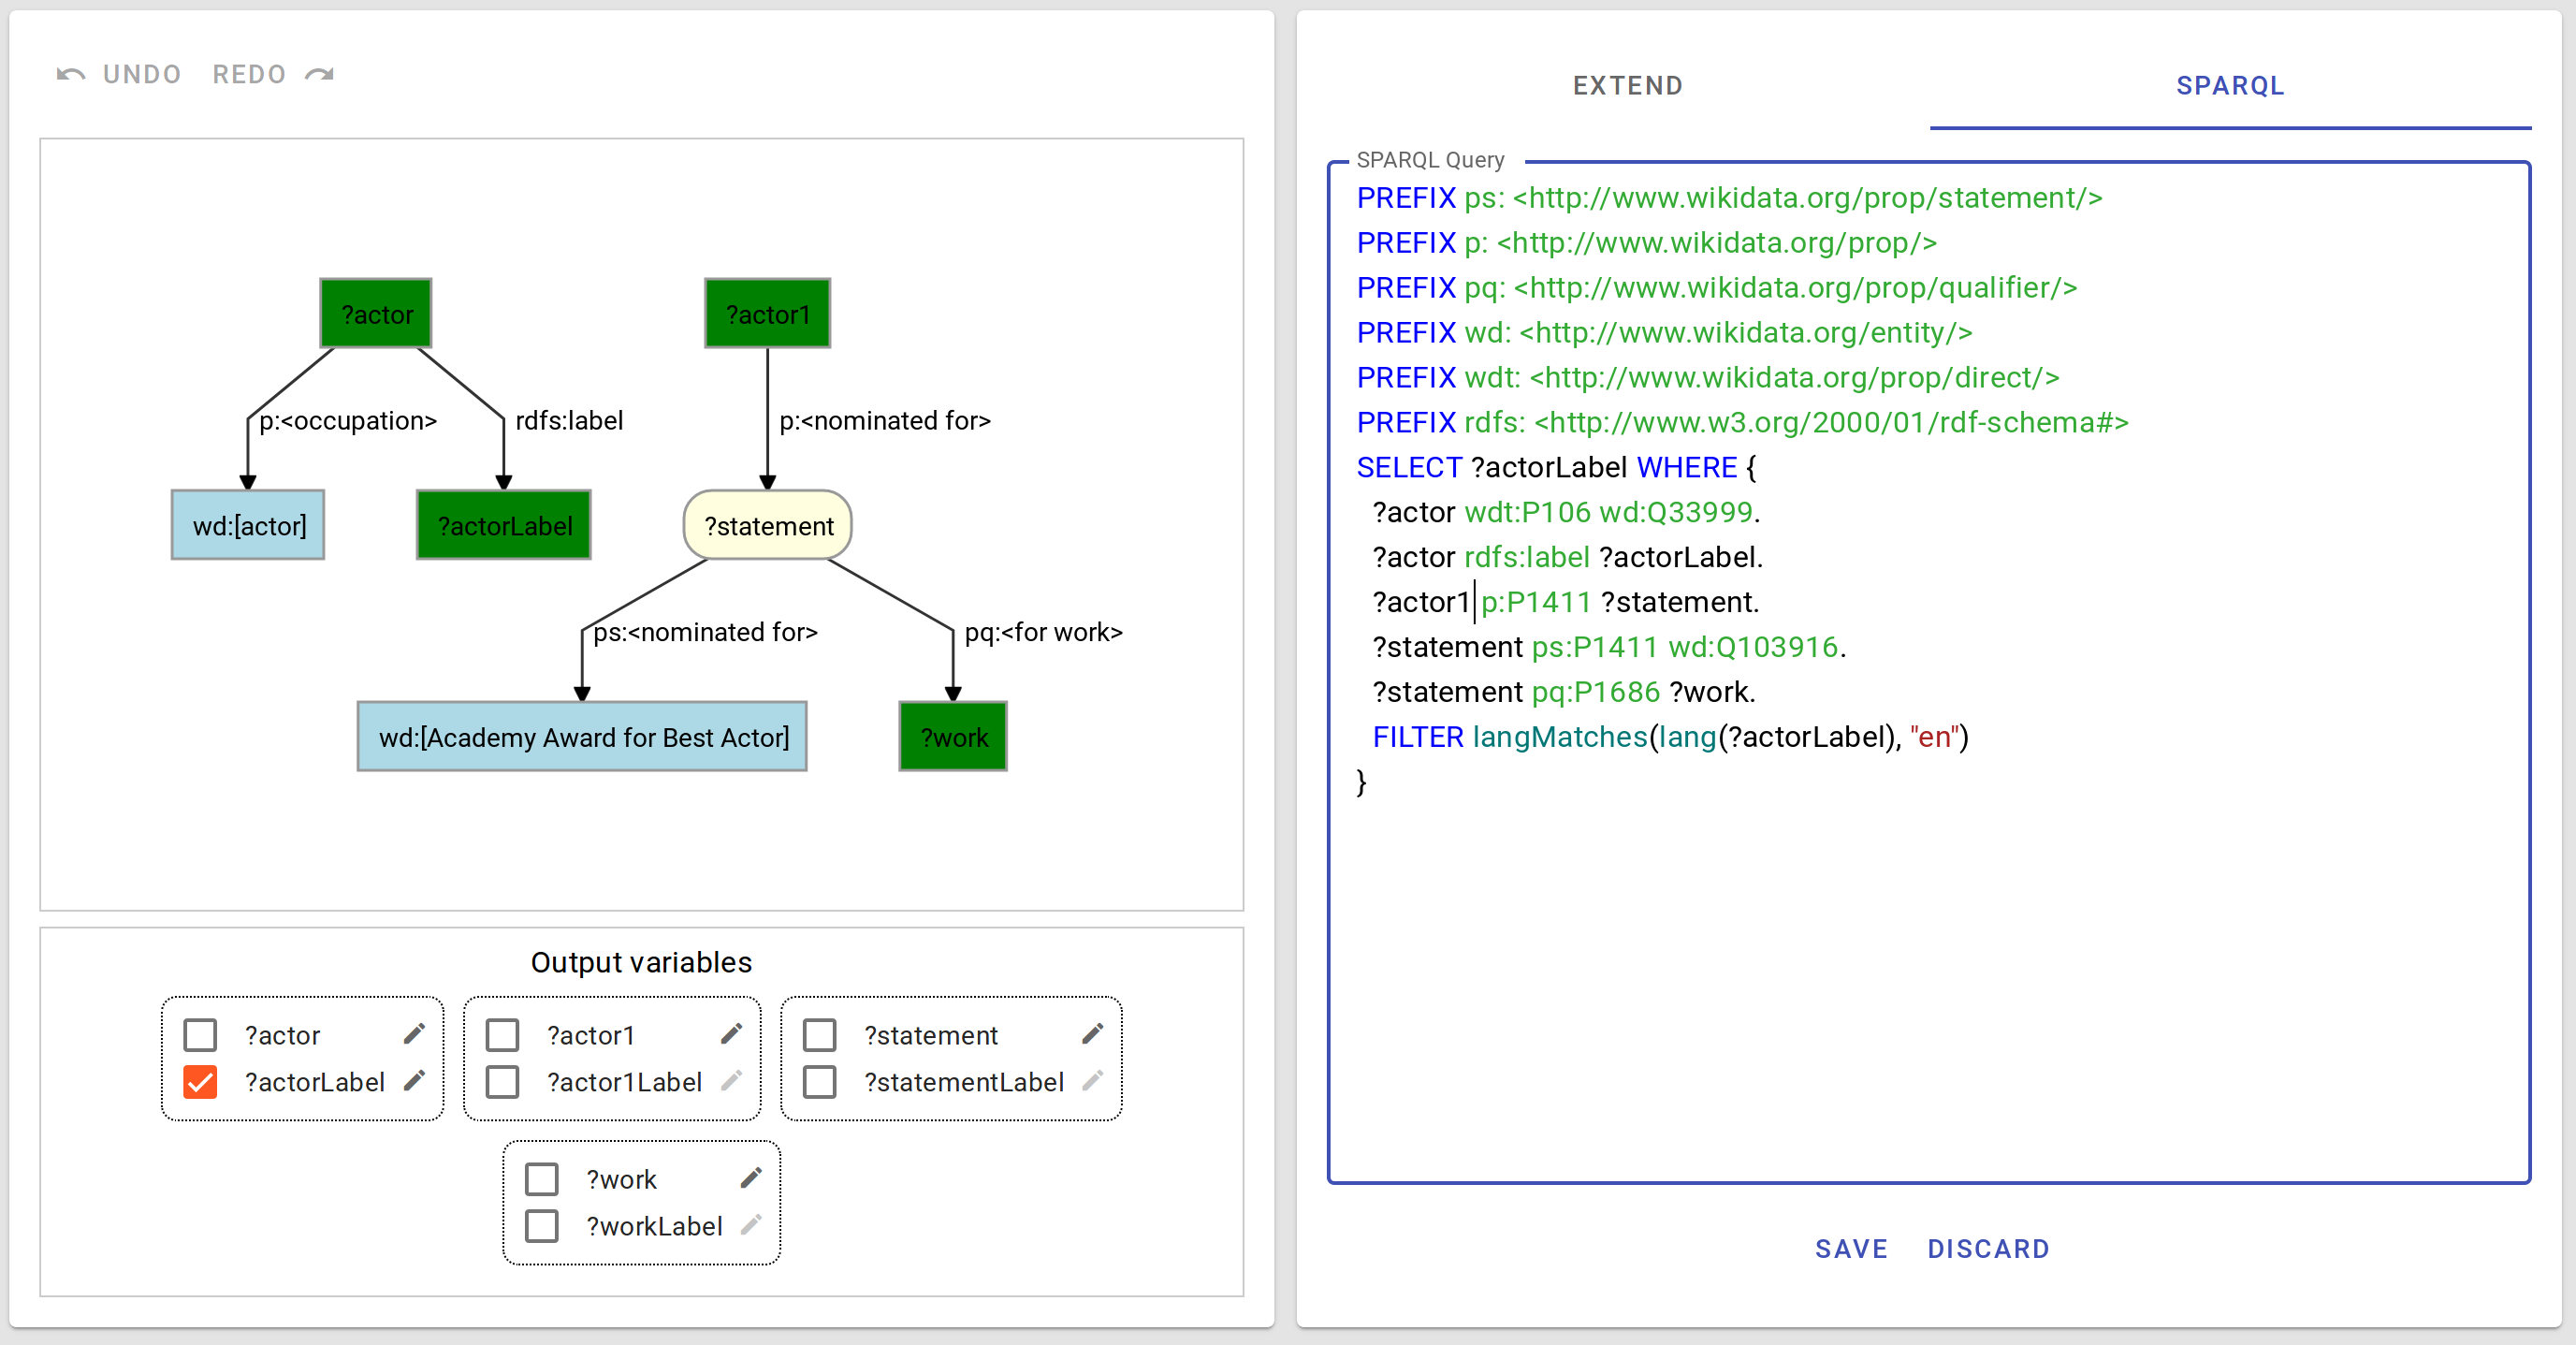 UNDO REDO
?actor ?actor1
p:<occupation> rdfs:label p:<nominated for>
wd:[actor] ?actorLabel ?statement
ps:<nominated for> pq:<for work>
wd:[Academy Award for Best Actor] ?work
Output variables
?actor ?actor1 ?statement
?actorLabel ?actor1Label ?statementLabel
?work
?workLabel
EXTEND SPARQL
SPARQL Query
PREFIX ps: <http://www.wikidata.org/prop/statement/>
PREFIX p: <http://www.wikidata.org/prop/>
PREFIX pq: <http://www.wikidata.org/prop/qualifier/>
PREFIX wd: <http://www.wikidata.org/entity/>
PREFIX wdt: <http://www.wikidata.org/prop/direct/>
PREFIX rdfs: <http://www.w3.org/2000/01/rdf-schema#>
SELECT ?actorLabel WHERE {
?actor wdt:P106 wd:Q33999.
?actor rdfs:label ?actorLabel.
?actor1 p:P1411 ?statement.
?statement ps:P1411 wd:Q103916.
?statement pq:P1686 ?work.
FILTER langMatches(lang(?actorLabel), "en")
}
SAVE DISCARD